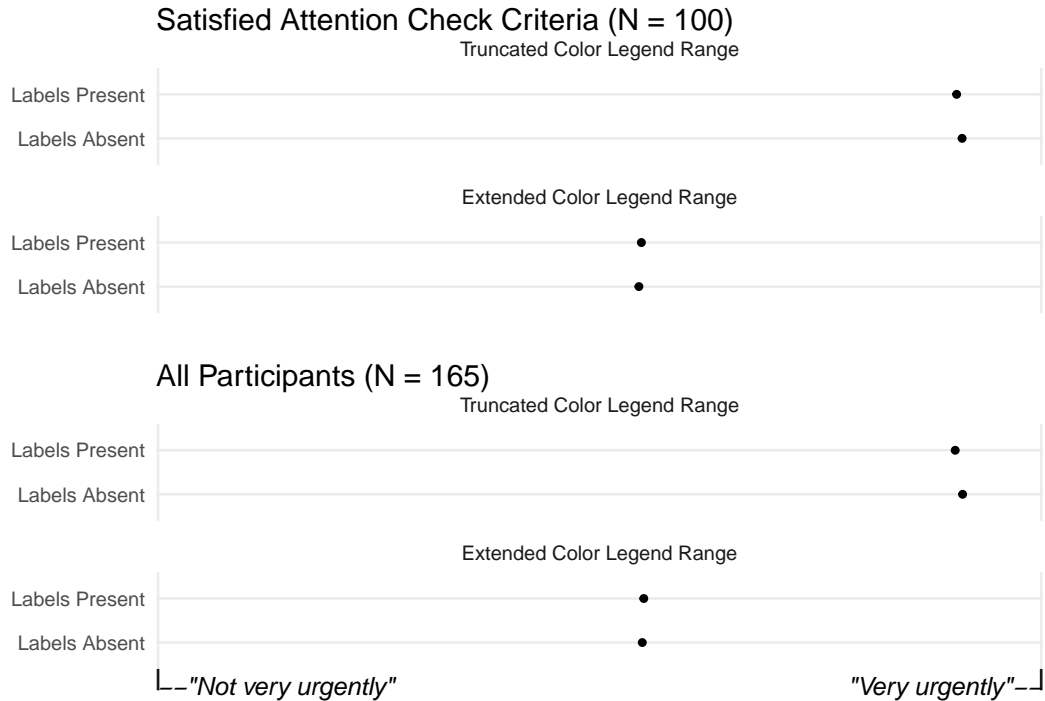 Satisfied Attention Check Criteria (N = 100)
Truncated Color Legend Range
Labels Present
Labels Absent
Extended Color Legend Range
Labels Present
Labels Absent
All Participants (N = 165)
Truncated Color Legend Range
Labels Present
Labels Absent
Extended Color Legend Range
Labels Present
Labels Absent
"Not very urgently" "Very urgently"